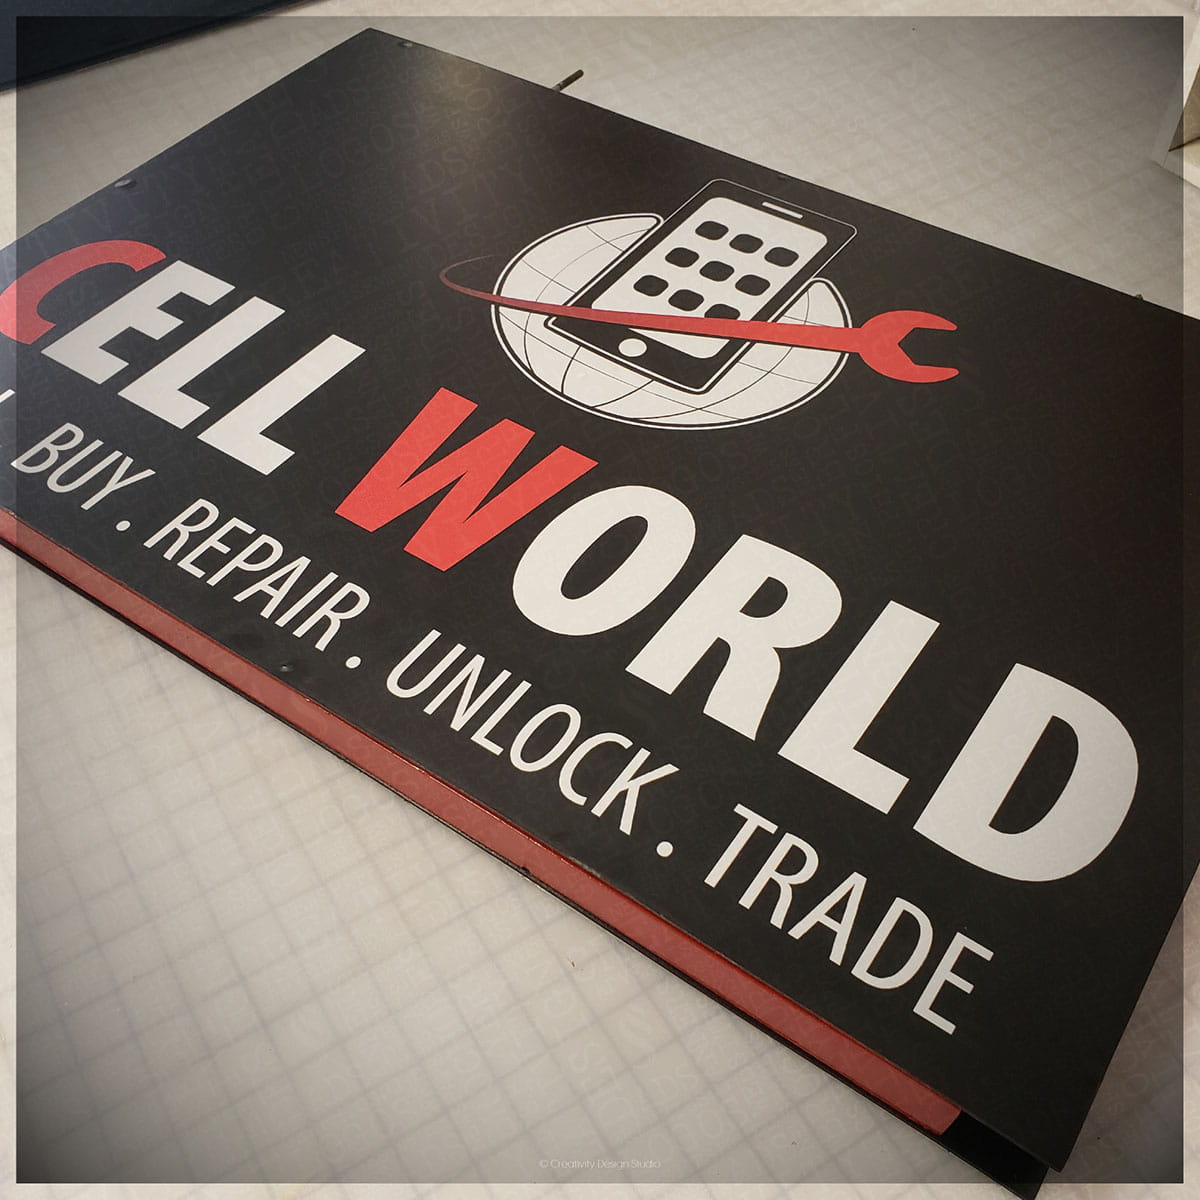 CELL WORLD
BUY. REPAIR. UNLOCK. TRADE
© Creativity Design Studio